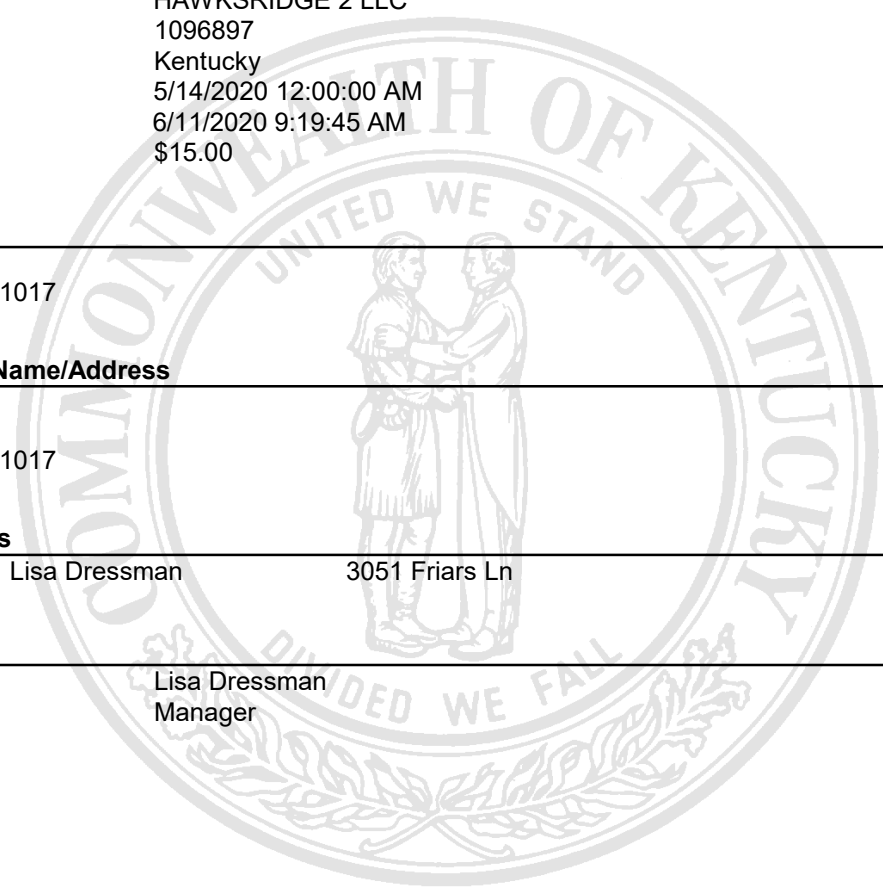 HAWKSRIDGE 2 LLC
1096897
Kentucky
5/14/2020 12:00:00 AM
6/11/2020 9:19:45 AM
$15.00
1017
Name/Address
1017
s
Lisa Dressman 3051 Friars Ln
Lisa Dressman
Manager
COMMONWEALTH OF KENTUCKY
UNITED WE STAND
DIVIDED WE FALL